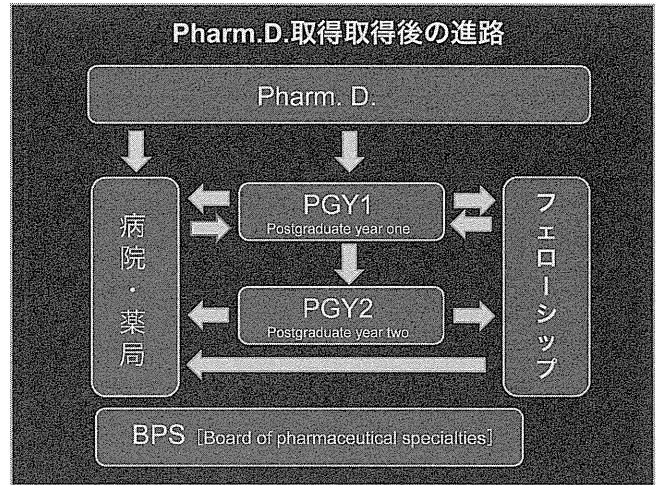 Pharm.D.取得取得後の進路
Pharm. D.
病院・薬局
PGY1
Postgraduate year one
フェローシップ
PGY2
Postgraduate year two
BPS [Board of pharmaceutical specialties]